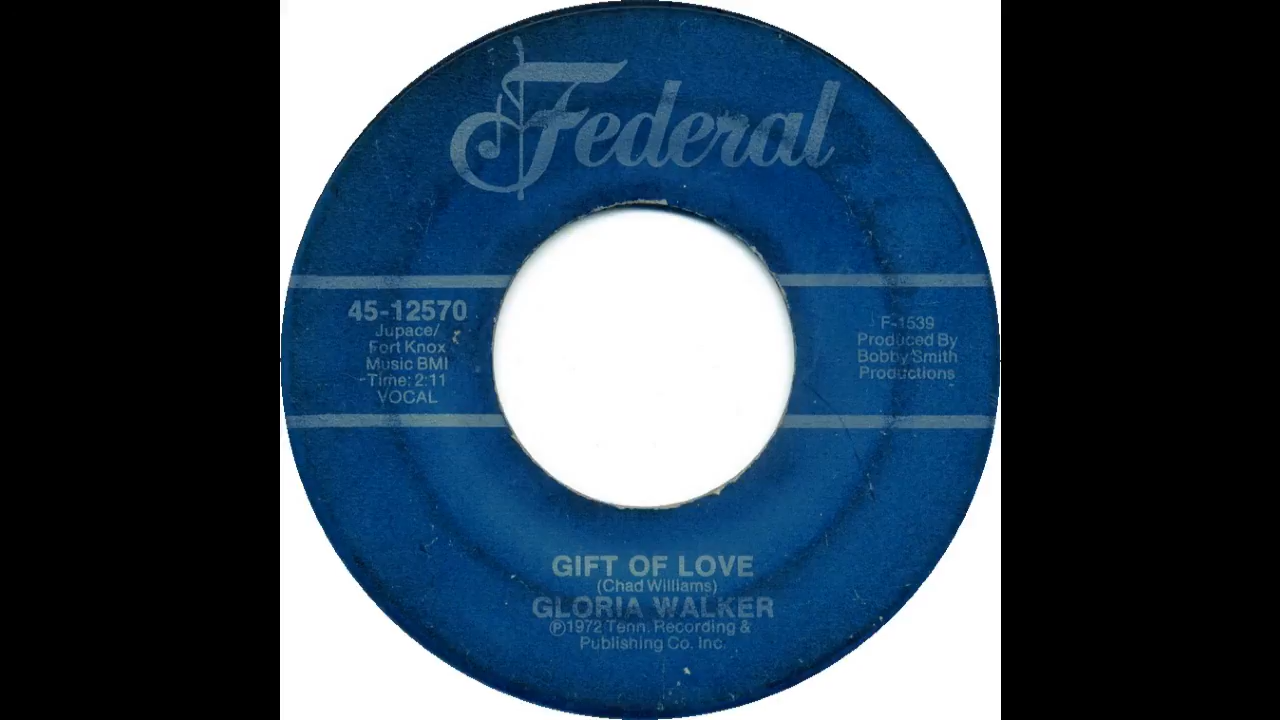 Federal
45-12570
Jupace/
Fort Knox
Music BMI
Time: 2:11
VOCAL
F-1539
Produced By
Bobby Smith
Productions
GIFT OF LOVE
(Chad Williams)
GLORIA WALKER
℗1972 Tenn. Recording &
Publishing Co. Inc.